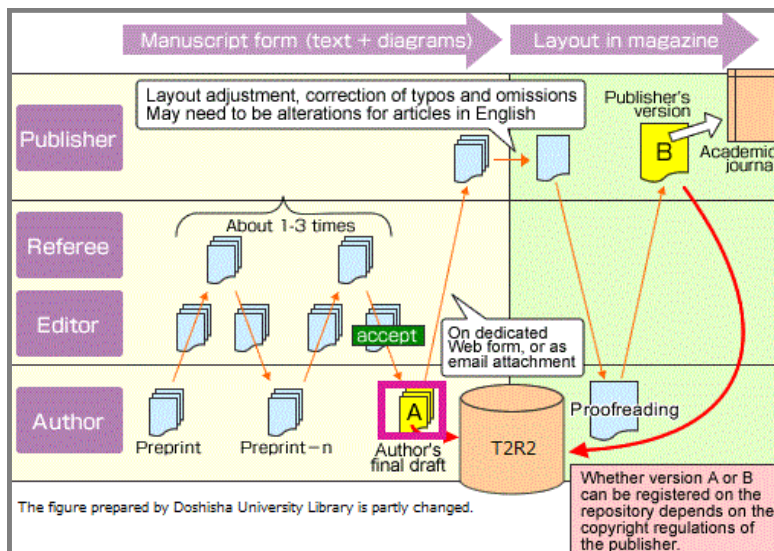 Manuscript form (text + diagrams)
Layout in magazine
Layout adjustment, correction of typos and omissions
May need to be alterations for articles in English
Publisher's
version
Publisher
B
Academic
journal
About 1-3 times
Referee
Editor
accept
On dedicated
Web form, or as
email attachment
Author
Preprint
Preprint-n
A
Author's
final draft
T2R2
Proofreading
Whether version A or B
can be registered on the
repository depends on the
copyright regulations of
the publisher.
The figure prepared by Doshisha University Library is partly changed.